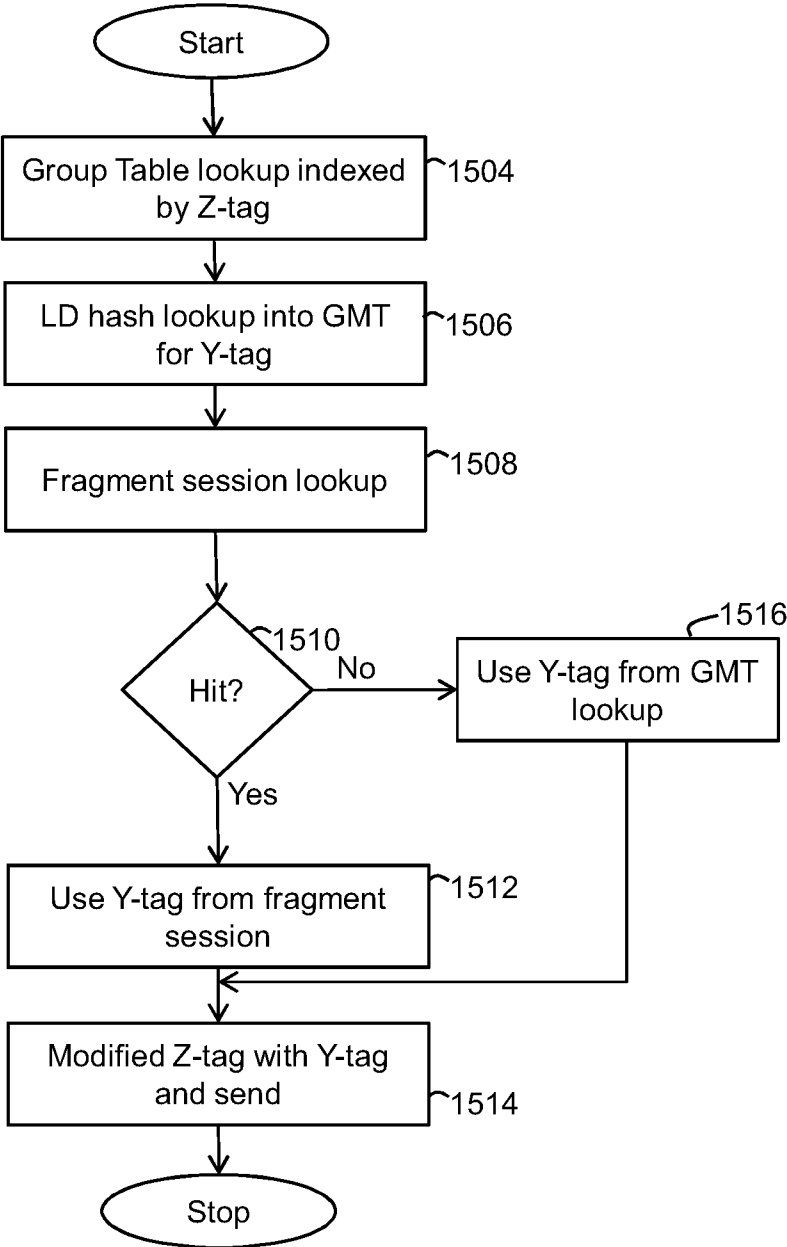 Start
Group Table lookup indexed
by Z-tag
1504
LD hash lookup into GMT
for Y-tag
1506
Fragment session lookup
1508
Hit?
1510
No
Yes
Use Y-tag from GMT
lookup
1516
Use Y-tag from fragment
session
1512
Modified Z-tag with Y-tag
and send
1514
Stop